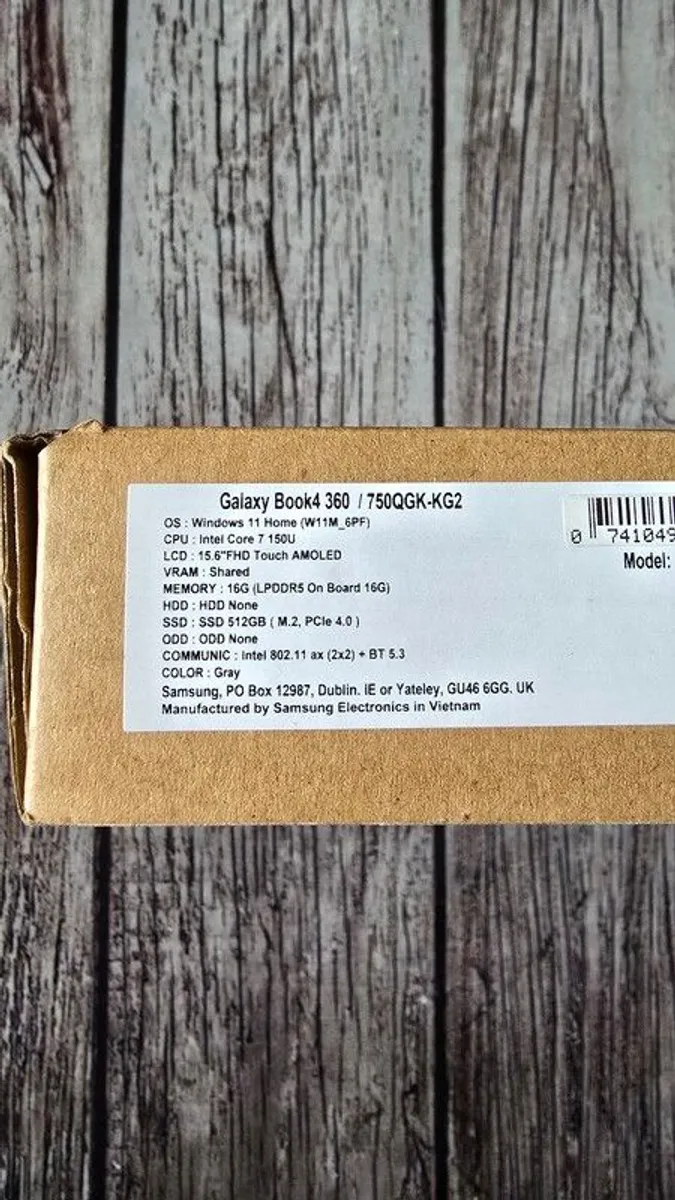 Galaxy Book4 360 / 750QGK-KG2
OS : Windows 11 Home (W11M_6PF)
CPU : Intel Core 7 150U
LCD : 15.6"FHD Touch AMOLED
VRAM : Shared
MEMORY : 16G (LPDDR5 On Board 16G)
HDD : HDD None
SSD : SSD 512GB ( M.2, PCIe 4.0 )
ODD : ODD None
COMMUNIC : Intel 802.11 ax (2x2) + BT 5.3
COLOR : Gray
Samsung, PO Box 12987, Dublin. IE or Yateley, GU46 6GG. UK
Manufactured by Samsung Electronics in Vietnam
0 741049
Model: